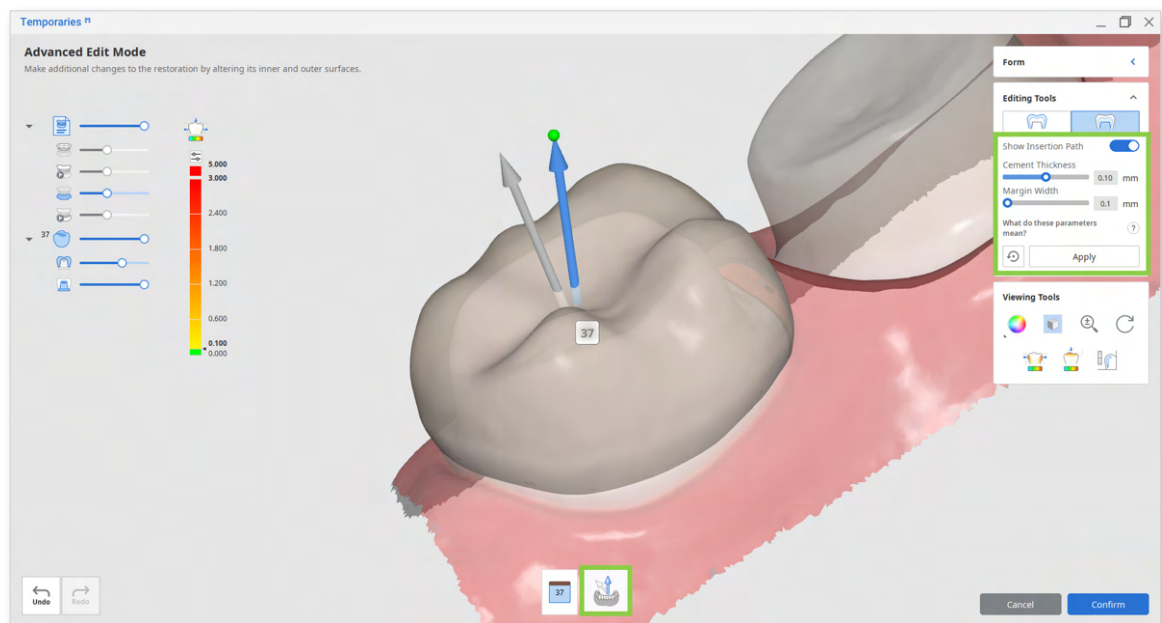 Temporaries M
Advanced Edit Mode
Make additional changes to the restoration by altering its inner and outer surfaces.
37
5.000
3.000
2.400
1.800
1.200
0.600
0.100
0.000
37
Form
Editing Tools
Show Insertion Path
Cement Thickness
0.10 mm
Margin Width
0.1 mm
What do these parameters
mean?
?
Apply
Viewing Tools
Undo
Redo
37
Cancel
Confirm